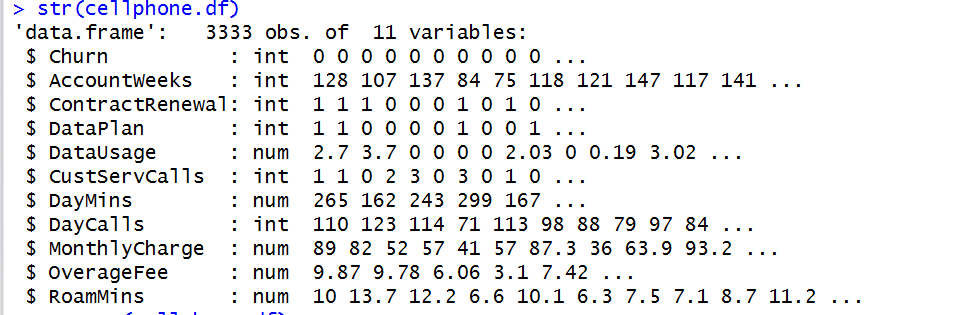 > str(cellphone.df)
'data.frame':   3333 obs. of  11 variables:
 $ Churn          : int  0 0 0 0 0 0 0 0 0 0 ...
 $ AccountWeeks   : int  128 107 137 84 75 118 121 147 117 141 ...
 $ ContractRenewal: int  1 1 1 0 0 0 1 0 1 0 ...
 $ DataPlan       : int  1 1 0 0 0 0 1 0 0 1 ...
 $ DataUsage      : num  2.7 3.7 0 0 0 0 2.03 0 0.19 3.02 ...
 $ CustServCalls  : int  1 1 0 2 3 0 3 0 1 0 ...
 $ DayMins        : num  265 162 243 299 167 ...
 $ DayCalls       : int  110 123 114 71 113 98 88 79 97 84 ...
 $ MonthlyCharge  : num  89 82 52 57 41 57 87.3 36 63.9 93.2 ...
 $ OverageFee     : num  9.87 9.78 6.06 3.1 7.42 ...
 $ RoamMins       : num  10 13.7 12.2 6.6 10.1 6.3 7.5 7.1 8.7 11.2 ...